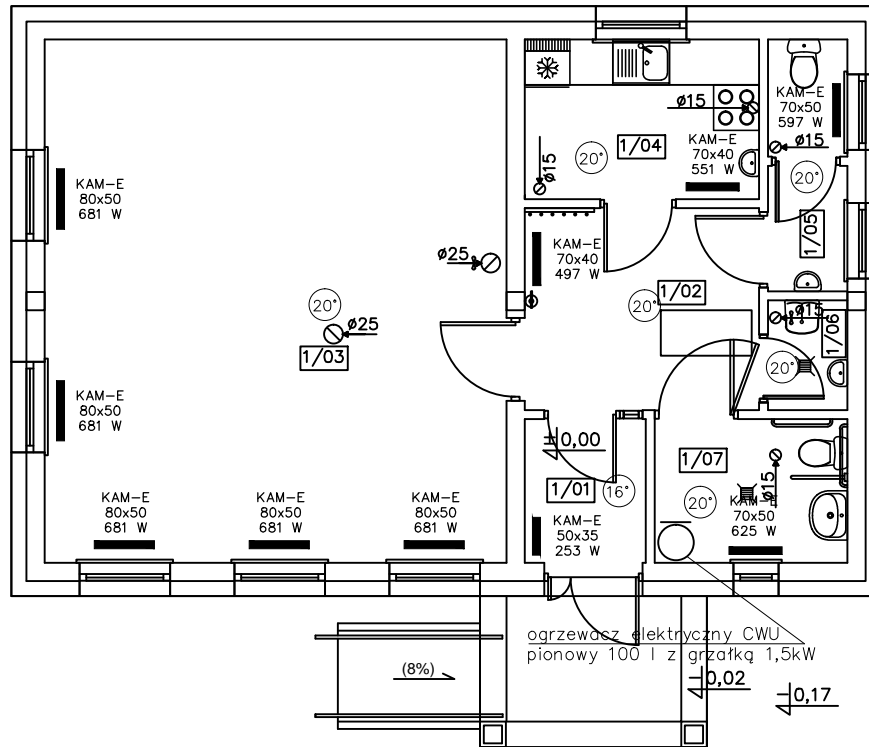 KAM-E
70x50
597 W
ø15
1/04
KAM-E
70x40
551 W
20°
ø15
ø15
20°
KAM-E
80x50
681 W
1/05
KAM-E
70x40
497 W
ø25
1/02
20°
20°
ø25
1/03
ø15
1/06
20°
KAM-E
80x50
681 W
±0,00
1/07
1/01
16°
ø15
20°
KAM-E
80x50
681 W
KAM-E
80x50
681 W
KAM-E
80x50
681 W
KAM-E
50x35
253 W
KAM-E
70x50
625 W
ogrzewacz elektryczny CWU
pionowy 100 l z grzałką 1,5kW
(8%)
-0,02
-0,17